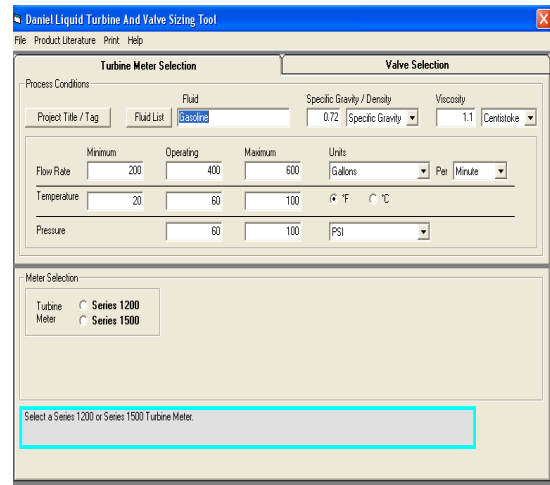 Daniel Liquid Turbine And Valve Sizing Tool
File Product Literature Print Help
Turbine Meter Selection Valve Selection
Process Conditions
Fluid Specific Gravity / Density Viscosity
Project Title / Tag Fluid List Gasoline 0.72 Specific Gravity 1.1 Centistoke
Minimum Operating Maximum Units
Flow Rate 200 400 600 Gallons Per Minute
Temperature 20 60 100 °F °C
Pressure 60 100 PSI
Meter Selection
Turbine Meter Series 1200
Series 1500
Select a Series 1200 or Series 1500 Turbine Meter.